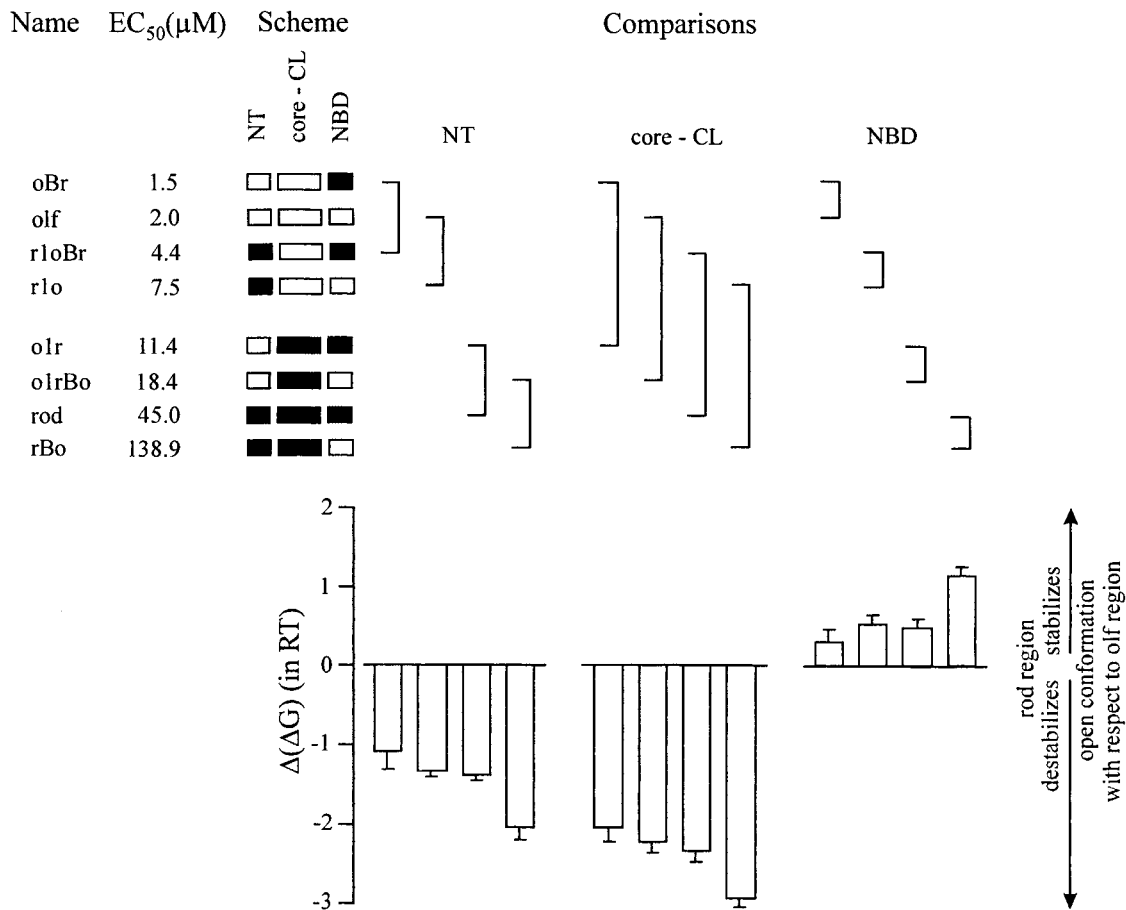 Name EC50(μM) Scheme Comparisons
NT core - CL NBD
NT core - CL NBD
oBr 1.5
olf 2.0
r1oBr 4.4
r1o 7.5
o1r 11.4
o1rBo 18.4
rod 45.0
rBo 138.9
2
1
0
-1
-2
-3
Δ(ΔG) (in RT)
rod region
destabilizes stabilizes
open conformation
with respect to olf region